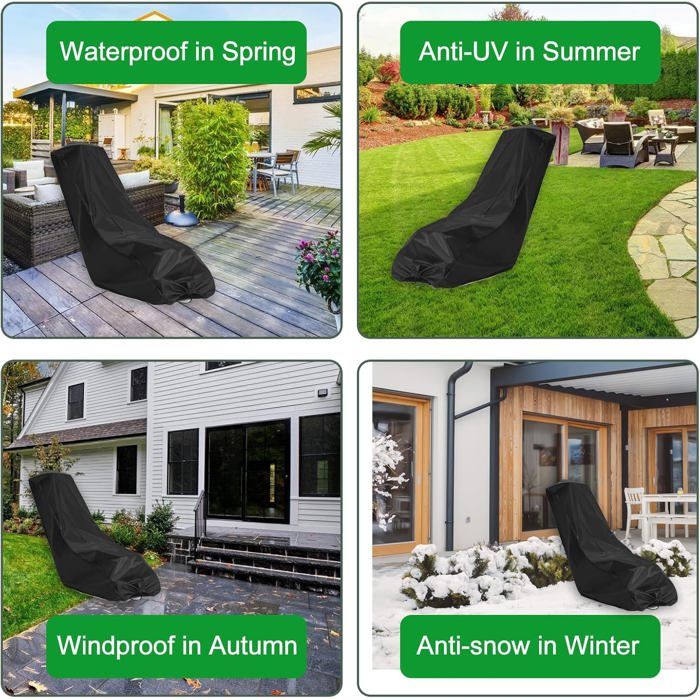 Waterproof in Spring
Anti-UV in Summer
Windproof in Autumn
Anti-snow in Winter